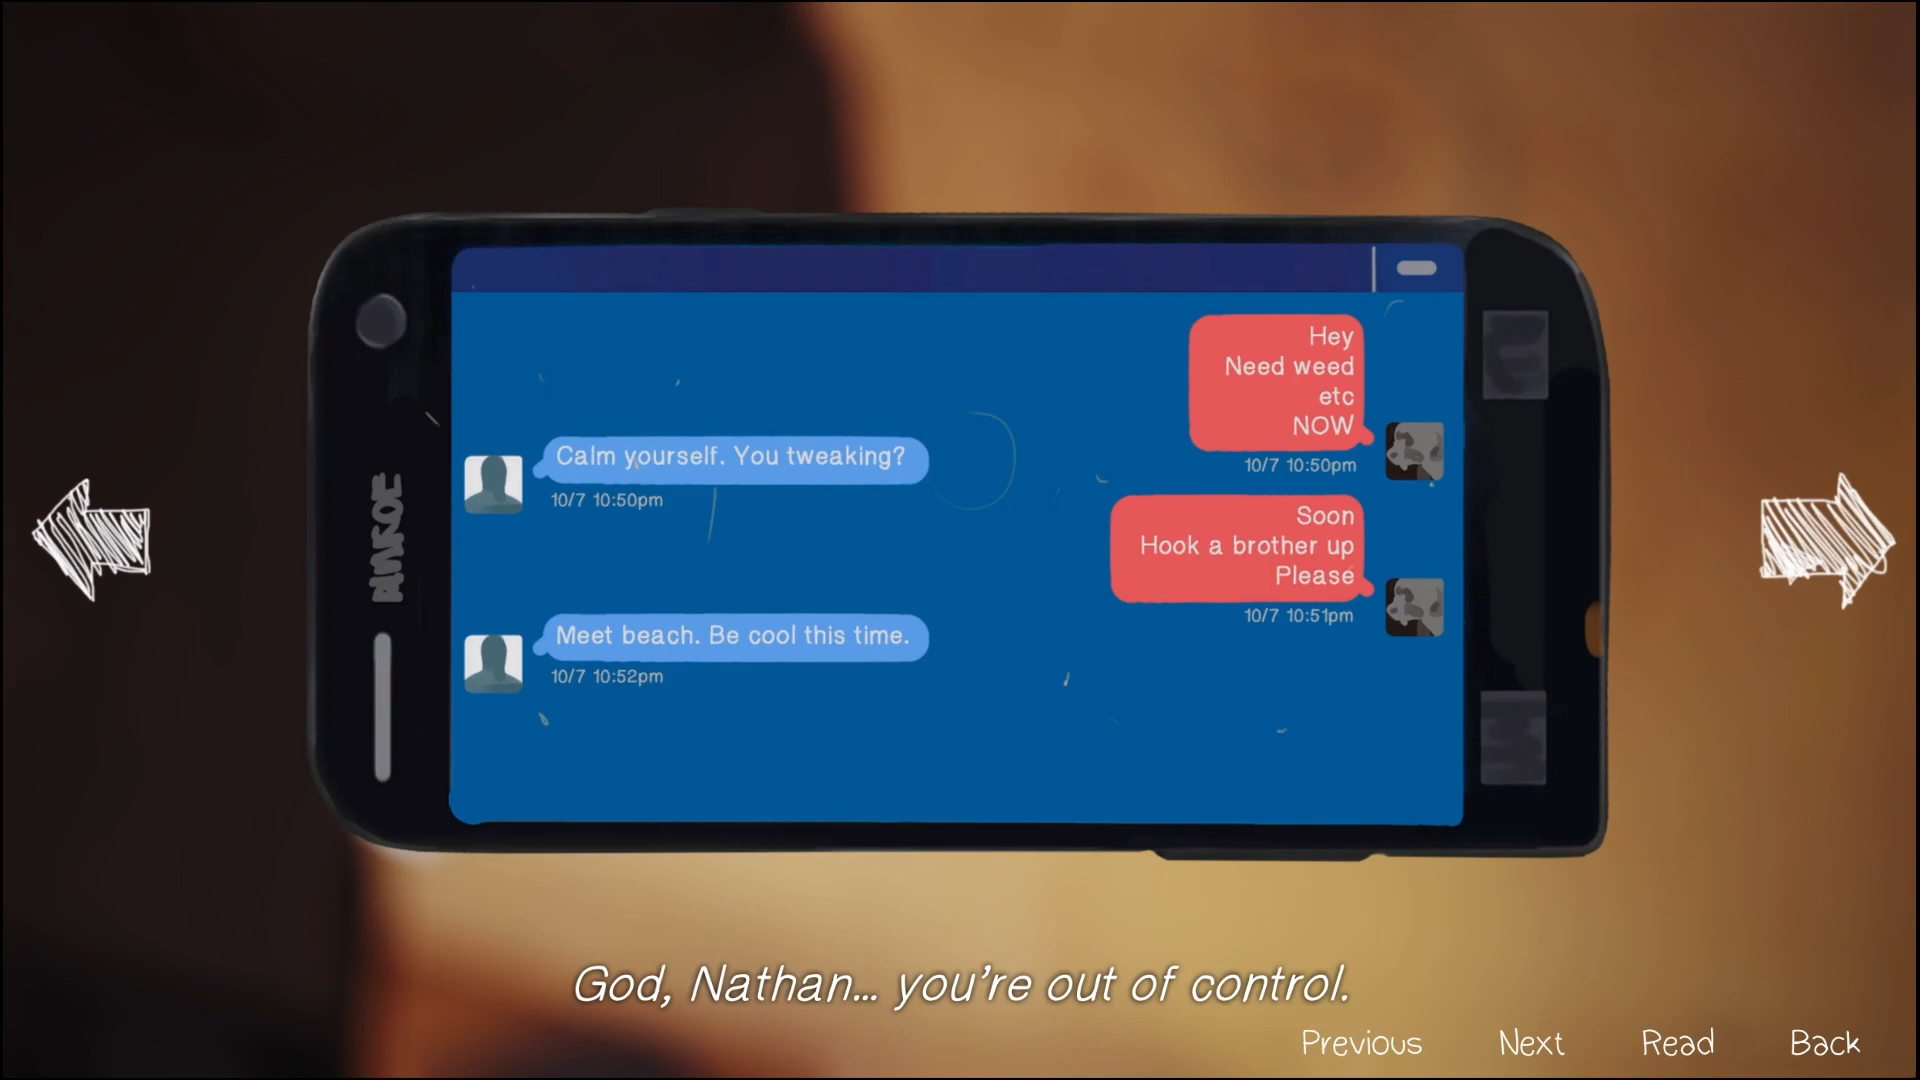 Hey
Need weed
etc
NOW
10/7 10:50pm
Calm yourself. You tweaking?
10/7 10:50pm
Soon
Hook a brother up
Please
10/7 10:51pm
Meet beach. Be cool this time.
10/7 10:52pm
God, Nathan... you're out of control.
Previous Next Read Back